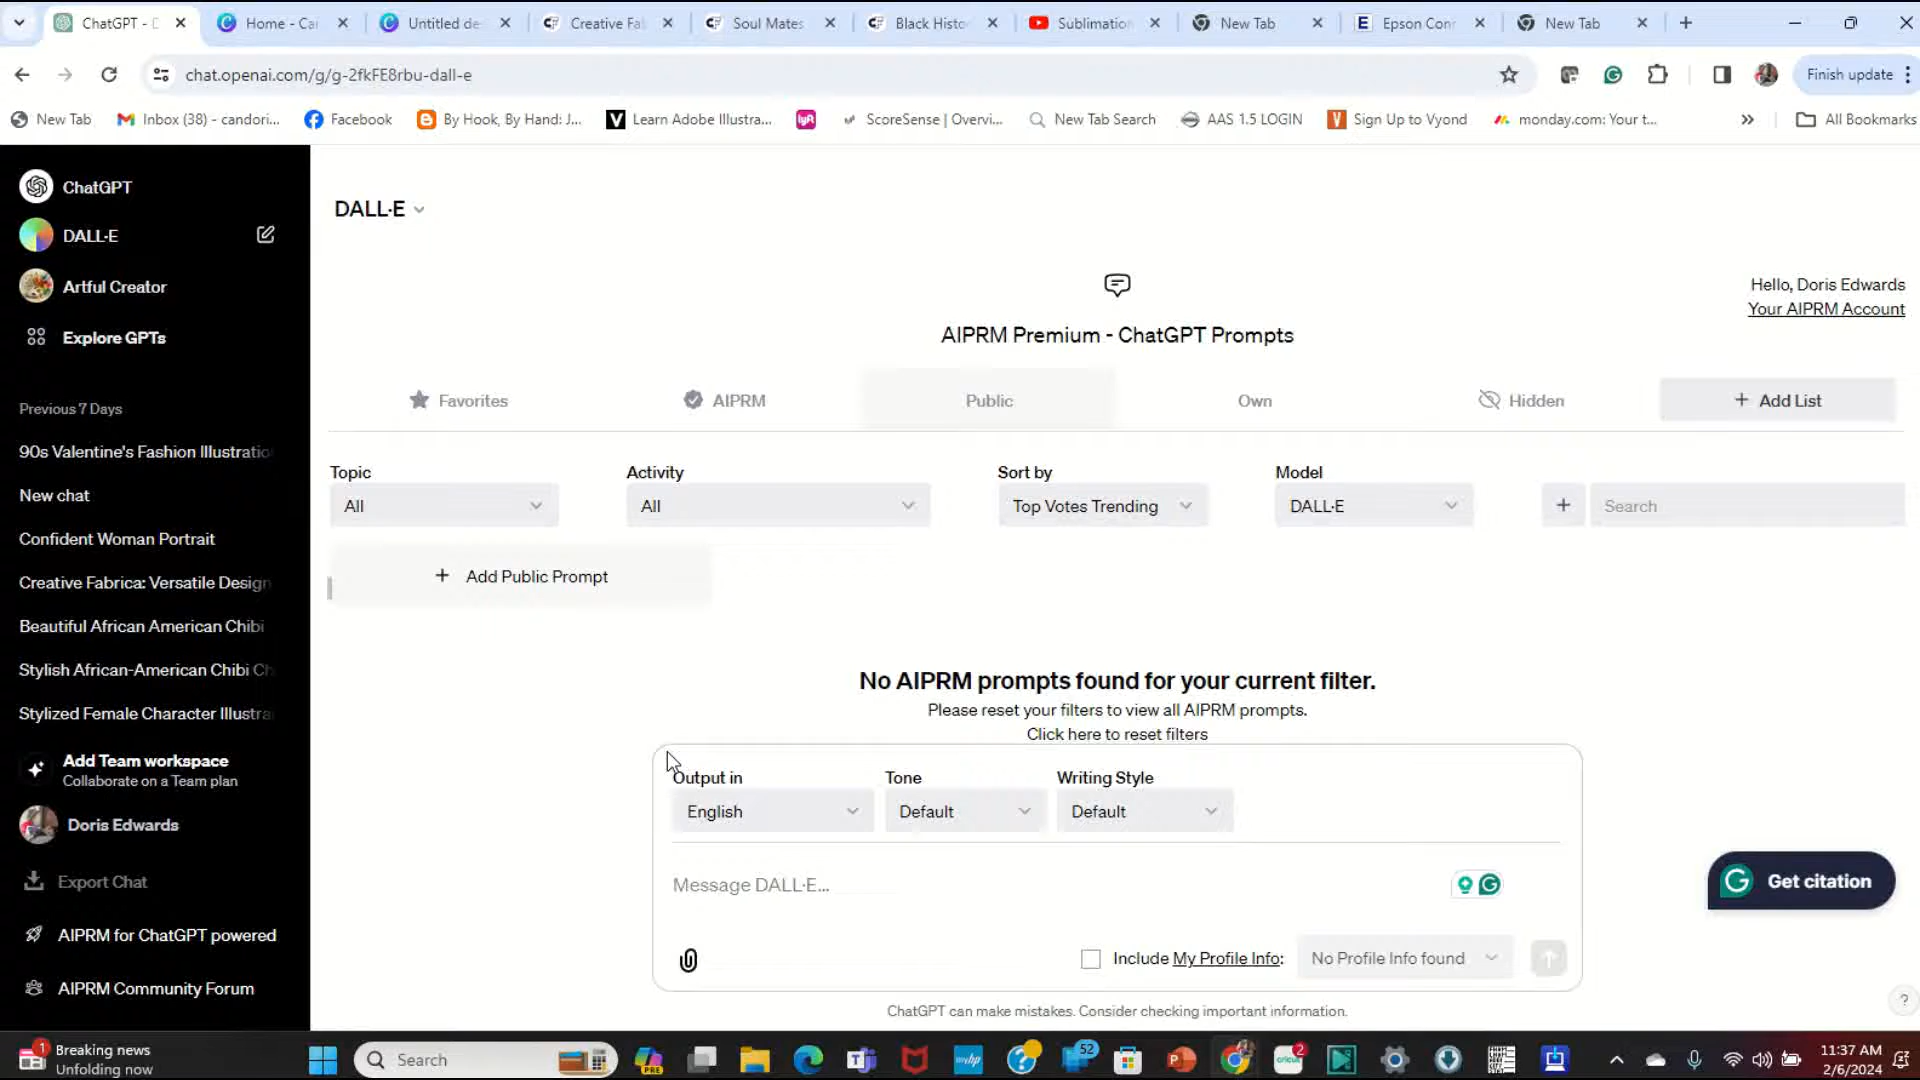 ChatGPT - D
Home - Ca
Untitled de
Creative Fa
Soul Mates
Black Histo
Sublimation
New Tab
Epson Con
New Tab
chat.openai.com/g/g-2fkFE8rbu-dall-e
Finish update
New Tab
Inbox (38) - candori...
Facebook
By Hook, By Hand: J...
Learn Adobe Illustra...
lyft
ScoreSense | Overvi...
New Tab Search
AAS 1.5 LOGIN
Sign Up to Vyond
monday.com: Your t...
All Bookmarks
ChatGPT
DALL·E
Artful Creator
Explore GPTs
Previous 7 Days
90s Valentine's Fashion Illustratio
New chat
Confident Woman Portrait
Creative Fabrica: Versatile Design
Beautiful African American Chibi
Stylish African-American Chibi Ch
Stylized Female Character Illustra
Add Team workspace
Collaborate on a Team plan
Doris Edwards
Export Chat
AIPRM for ChatGPT powered
AIPRM Community Forum
DALL·E
Hello, Doris Edwards
Your AIPRM Account
AIPRM Premium - ChatGPT Prompts
Favorites
AIPRM
Public
Own
Hidden
+ Add List
Topic
Activity
Sort by
Model
All
All
Top Votes Trending
DALL·E
+
Search
+ Add Public Prompt
No AIPRM prompts found for your current filter.
Please reset your filters to view all AIPRM prompts.
Click here to reset filters
Output in
Tone
Writing Style
English
Default
Default
Message DALL·E...
Get citation
Include My Profile Info:
No Profile Info found
ChatGPT can make mistakes. Consider checking important information.
?
1
Breaking news
Unfolding now
Search
PRE
52
cricut
2
11:37 AM
2/6/2024